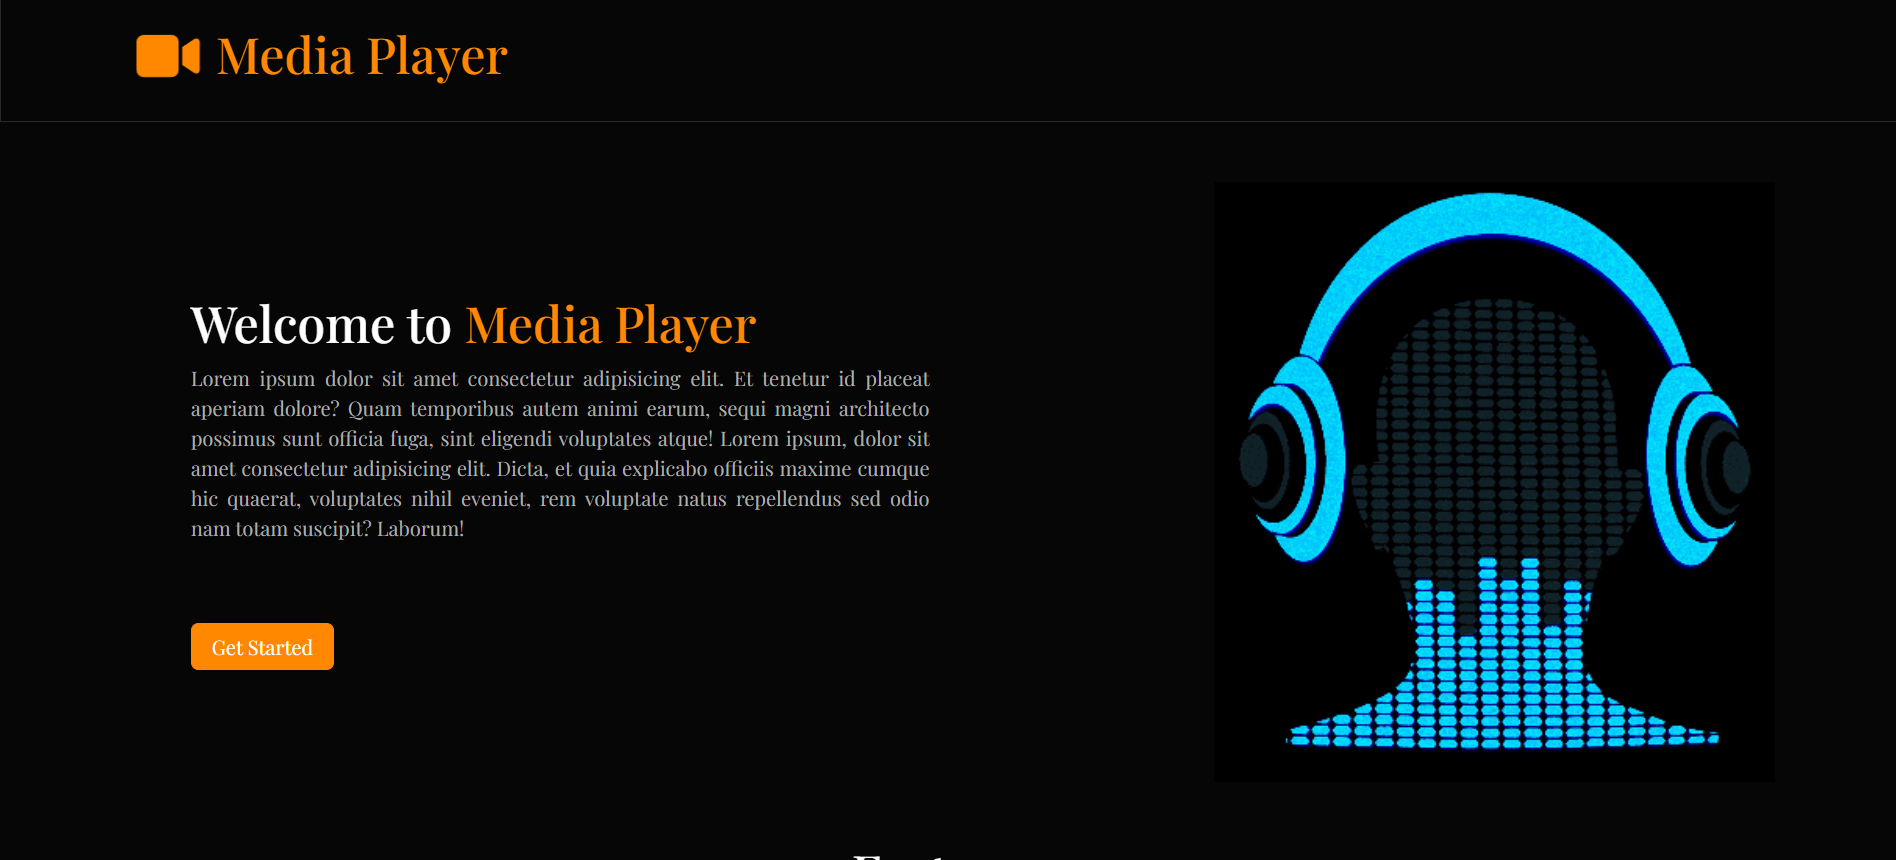 Media Player
Welcome to Media Player
Lorem ipsum dolor sit amet consectetur adipisicing elit. Et tenetur id placeat
aperiam dolore? Quam temporibus autem animi earum, sequi magni architecto
possimus sunt officia fuga, sint eligendi voluptates atque! Lorem ipsum, dolor sit
amet consectetur adipisicing elit. Dicta, et quia explicabo officiis maxime cumque
hic quaerat, voluptates nihil eveniet, rem voluptate natus repellendus sed odio
nam totam suscipit? Laborum!
Get Started